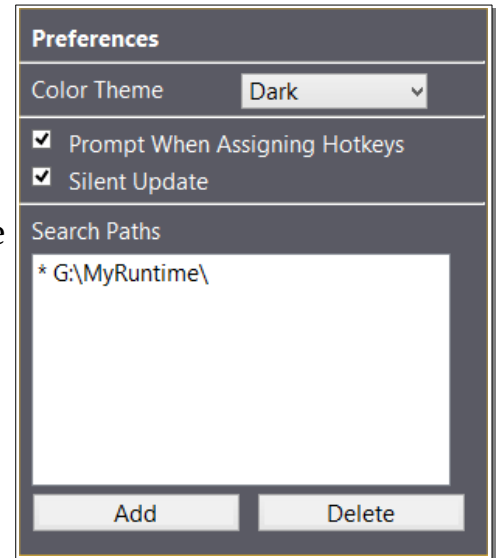 Preferences
Color Theme Dark
Prompt When Assigning Hotkeys
Silent Update
e
Search Paths
* G:\MyRuntime\
Add Delete